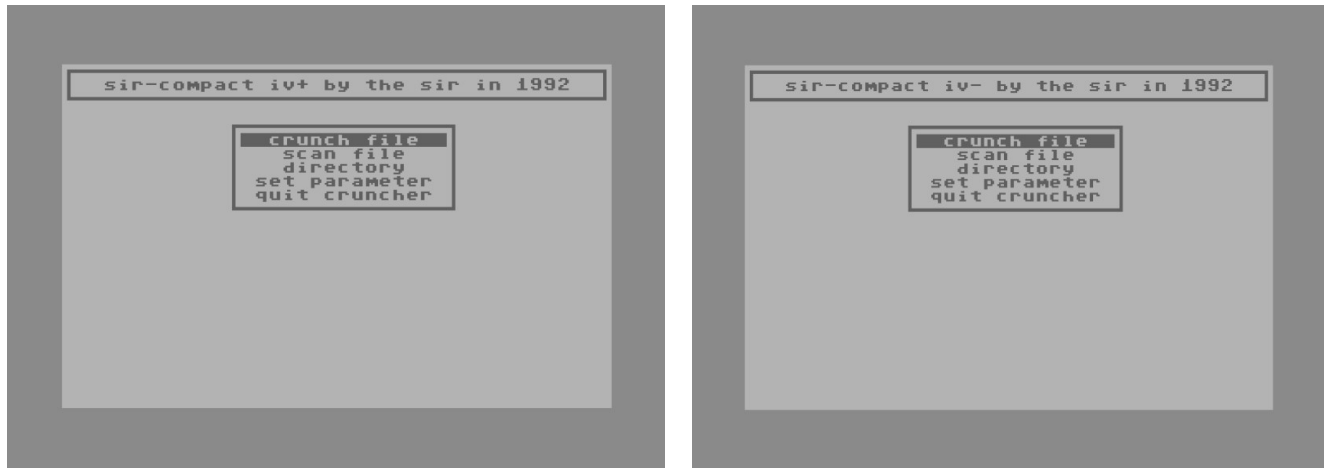 sir-compact iv+ by the sir in 1992
crunch file
scan file
directory
set parameter
quit cruncher
sir-compact iv- by the sir in 1992
crunch file
scan file
directory
set parameter
quit cruncher